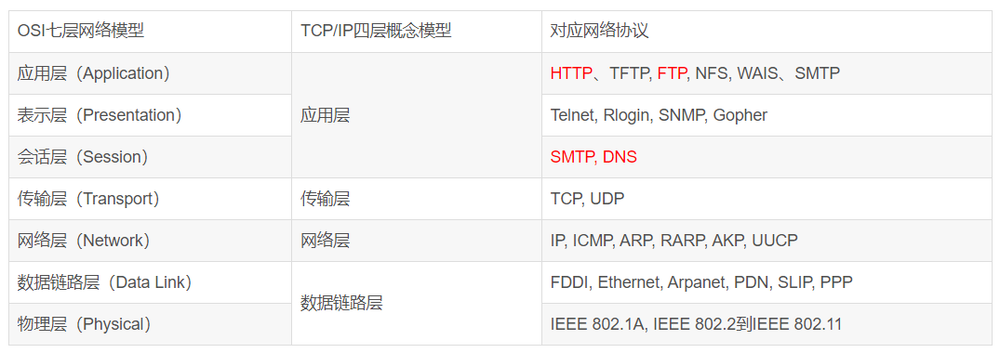 OSI七层网络模型 TCP/IP四层概念模型 对应网络协议
应用层（Application） HTTP、TFTP, FTP, NFS, WAIS、SMTP
表示层（Presentation） 应用层 Telnet, Rlogin, SNMP, Gopher
会话层（Session） SMTP, DNS
传输层（Transport） 传输层 TCP, UDP
网络层（Network） 网络层 IP, ICMP, ARP, RARP, AKP, UUCP
数据链路层（Data Link） FDDI, Ethernet, Arpanet, PDN, SLIP, PPP
数据链路层
物理层（Physical） IEEE 802.1A, IEEE 802.2到IEEE 802.11